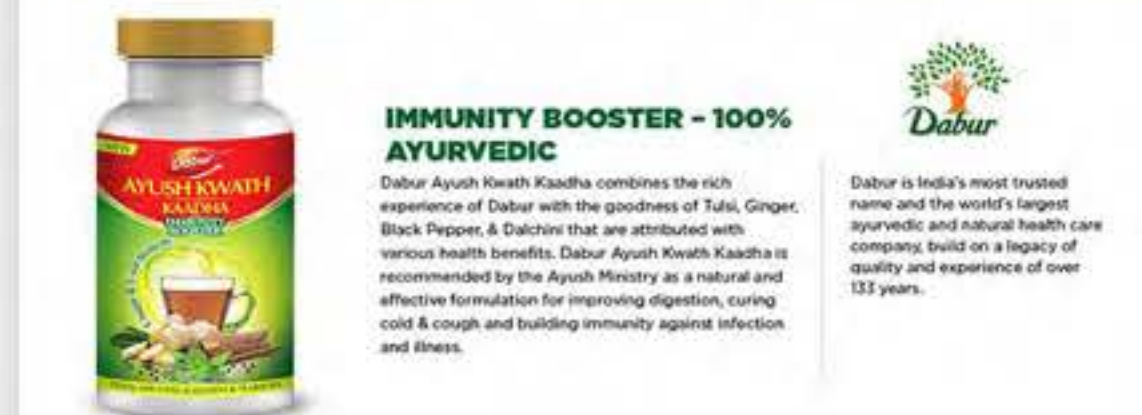 Dabur
AYUSH KWATH
KAADHA
IMMUNITY
BOOSTER
IMMUNITY BOOSTER – 100%
AYURVEDIC
Dabur Ayush Kwath Kaadha combines the rich
experience of Dabur with the goodness of Tulsi, Ginger,
Black Pepper, & Dalchini that are attributed with
various health benefits. Dabur Ayush Kwath Kaadha is
recommended by the Ayush Ministry as a natural and
effective formulation for improving digestion, curing
cold & cough and building immunity against infection
and illness.
Dabur
Dabur is India's most trusted
name and the world's largest
ayurvedic and natural health care
company, build on a legacy of
quality and experience of over
133 years.